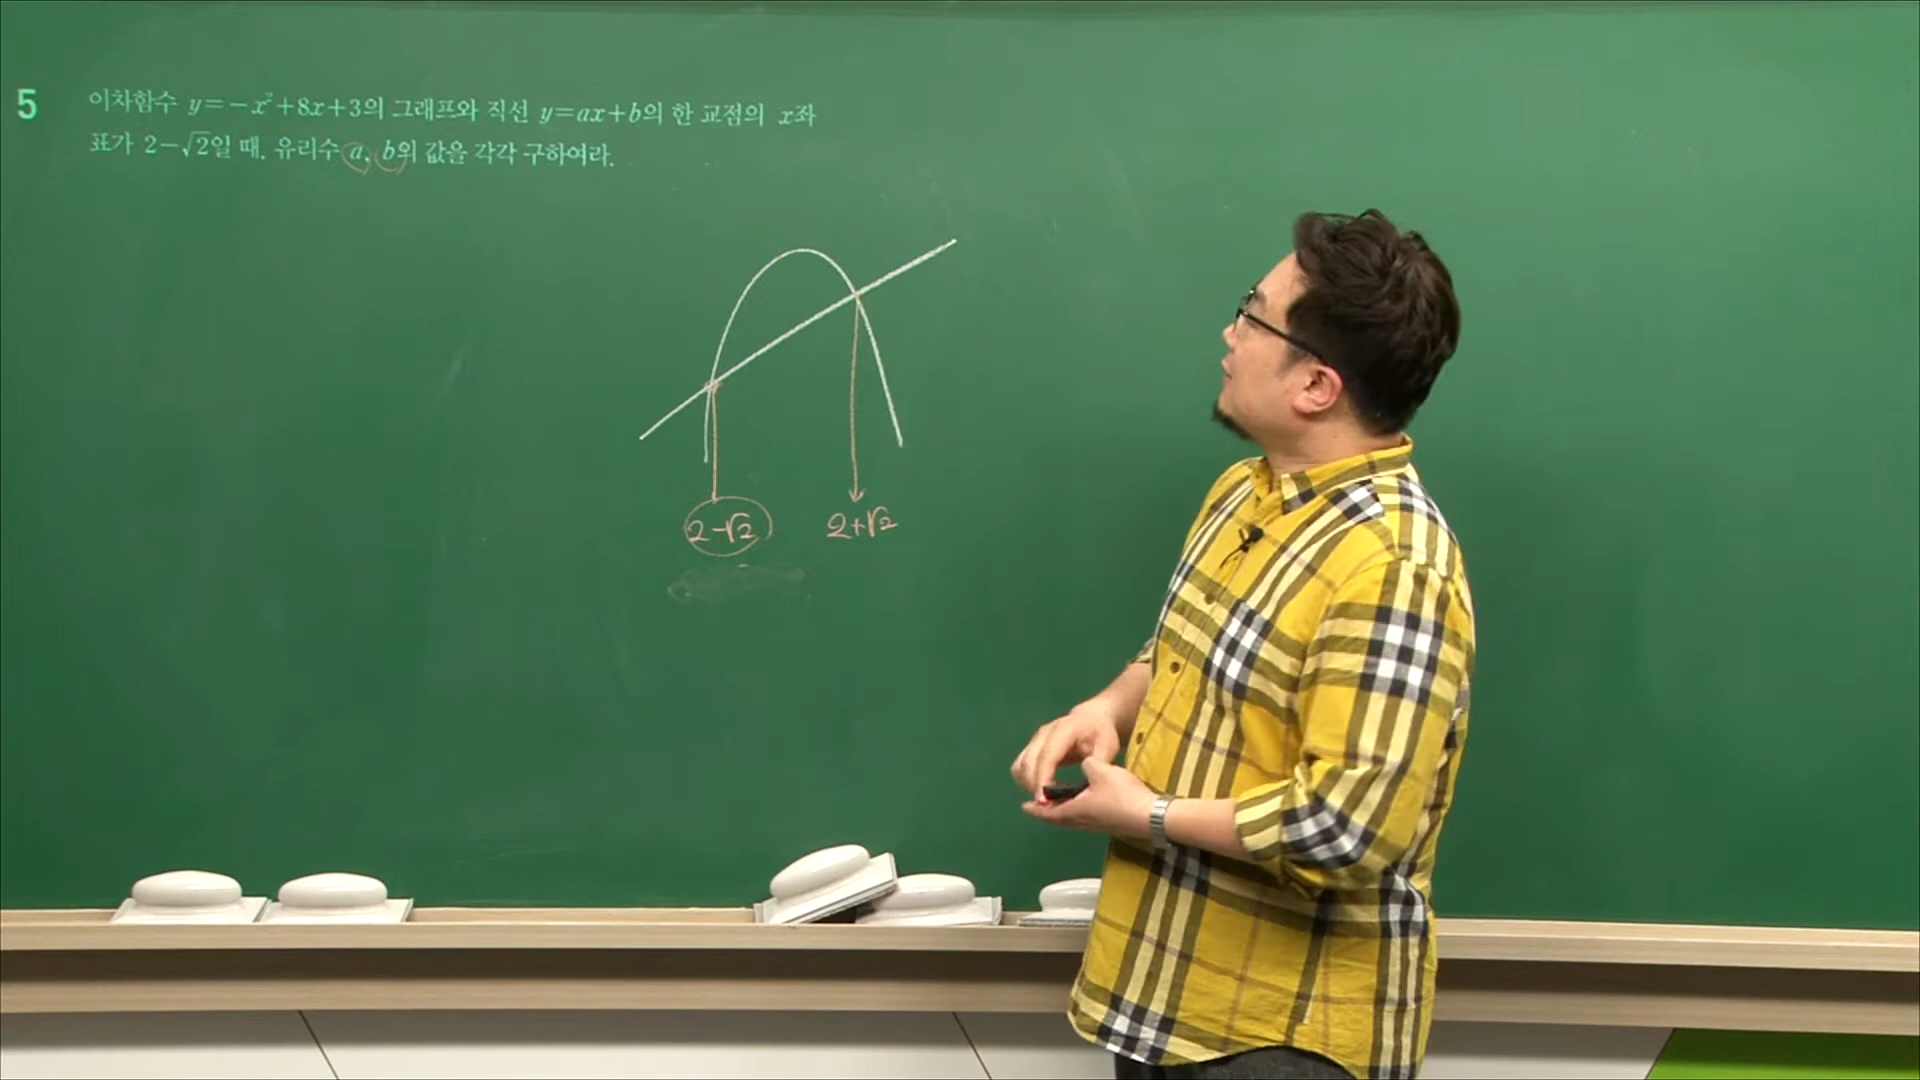 5 이차함수 y=-x²+8x+3의 그래프와 직선 y=ax+b의 한 교점의 x좌
표가 2-√2일 때, 유리수 a, b의 값을 각각 구하여라.
2-√2 2+√2